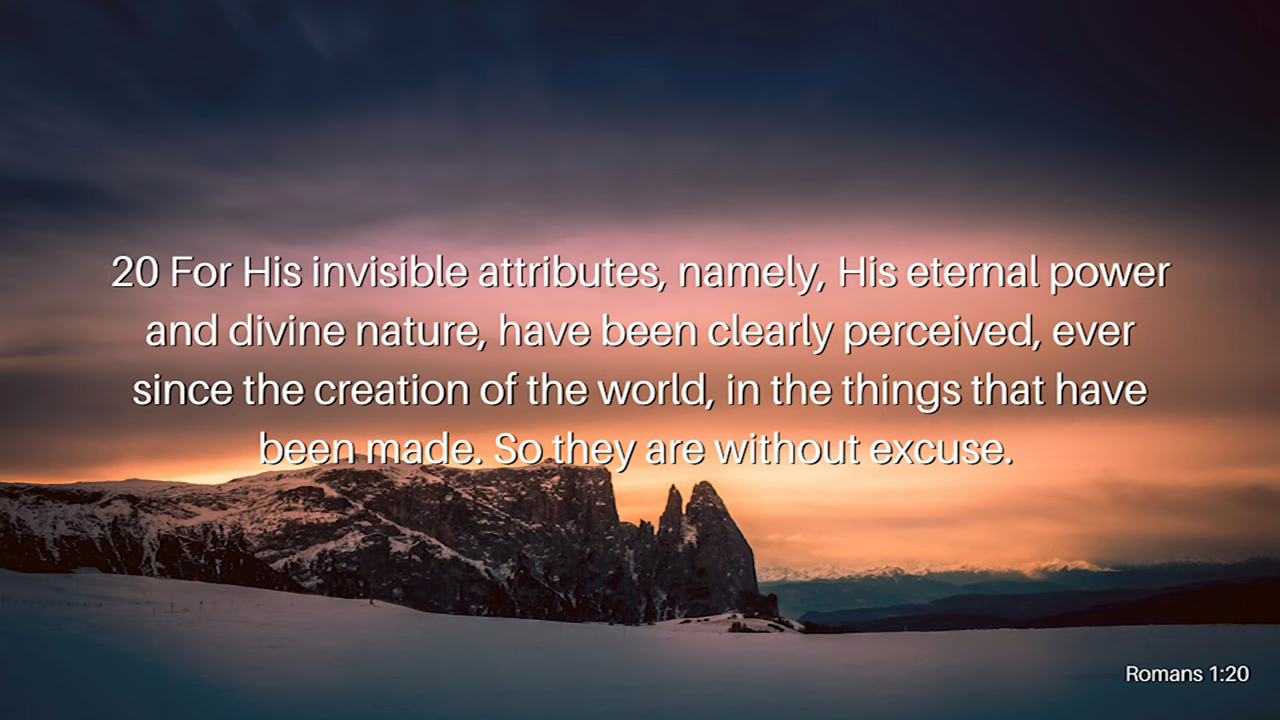 20 For His invisible attributes, namely, His eternal power
and divine nature, have been clearly perceived, ever
since the creation of the world, in the things that have
been made. So they are without excuse.
Romans 1:20